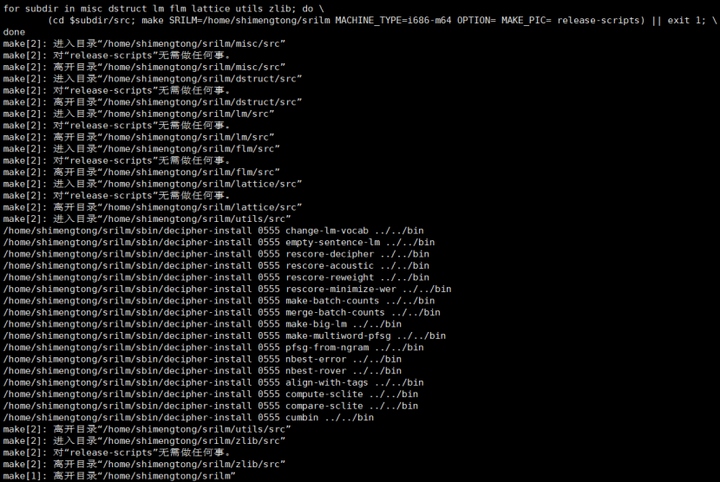 for subdir in misc dstruct lm flm lattice utils zlib; do \
(cd $subdir/src; make SRILM=/home/shimengtong/srilm MACHINE_TYPE=i686-m64 OPTION= MAKE_PIC= release-scripts) || exit 1; \
done
make[2]: 进入目录“/home/shimengtong/srilm/misc/src”
make[2]: 对“release-scripts”无需做任何事。
make[2]: 离开目录“/home/shimengtong/srilm/misc/src”
make[2]: 进入目录“/home/shimengtong/srilm/dstruct/src”
make[2]: 对“release-scripts”无需做任何事。
make[2]: 离开目录“/home/shimengtong/srilm/dstruct/src”
make[2]: 进入目录“/home/shimengtong/srilm/lm/src”
make[2]: 对“release-scripts”无需做任何事。
make[2]: 离开目录“/home/shimengtong/srilm/lm/src”
make[2]: 进入目录“/home/shimengtong/srilm/flm/src”
make[2]: 对“release-scripts”无需做任何事。
make[2]: 离开目录“/home/shimengtong/srilm/flm/src”
make[2]: 进入目录“/home/shimengtong/srilm/lattice/src”
make[2]: 对“release-scripts”无需做任何事。
make[2]: 离开目录“/home/shimengtong/srilm/lattice/src”
make[2]: 进入目录“/home/shimengtong/srilm/utils/src”
/home/shimengtong/srilm/sbin/decipher-install 0555 change-lm-vocab ../../bin
/home/shimengtong/srilm/sbin/decipher-install 0555 empty-sentence-lm ../../bin
/home/shimengtong/srilm/sbin/decipher-install 0555 rescore-decipher ../../bin
/home/shimengtong/srilm/sbin/decipher-install 0555 rescore-acoustic ../../bin
/home/shimengtong/srilm/sbin/decipher-install 0555 rescore-reweight ../../bin
/home/shimengtong/srilm/sbin/decipher-install 0555 rescore-minimize-wer ../../bin
/home/shimengtong/srilm/sbin/decipher-install 0555 make-batch-counts ../../bin
/home/shimengtong/srilm/sbin/decipher-install 0555 merge-batch-counts ../../bin
/home/shimengtong/srilm/sbin/decipher-install 0555 make-big-lm ../../bin
/home/shimengtong/srilm/sbin/decipher-install 0555 make-multiword-pfsg ../../bin
/home/shimengtong/srilm/sbin/decipher-install 0555 pfsg-from-ngram ../../bin
/home/shimengtong/srilm/sbin/decipher-install 0555 nbest-error ../../bin
/home/shimengtong/srilm/sbin/decipher-install 0555 nbest-rover ../../bin
/home/shimengtong/srilm/sbin/decipher-install 0555 align-with-tags ../../bin
/home/shimengtong/srilm/sbin/decipher-install 0555 compute-sclite ../../bin
/home/shimengtong/srilm/sbin/decipher-install 0555 compare-sclite ../../bin
/home/shimengtong/srilm/sbin/decipher-install 0555 cumbin ../../bin
make[2]: 离开目录“/home/shimengtong/srilm/utils/src”
make[2]: 进入目录“/home/shimengtong/srilm/zlib/src”
make[2]: 对“release-scripts”无需做任何事。
make[2]: 离开目录“/home/shimengtong/srilm/zlib/src”
make[1]: 离开目录“/home/shimengtong/srilm”